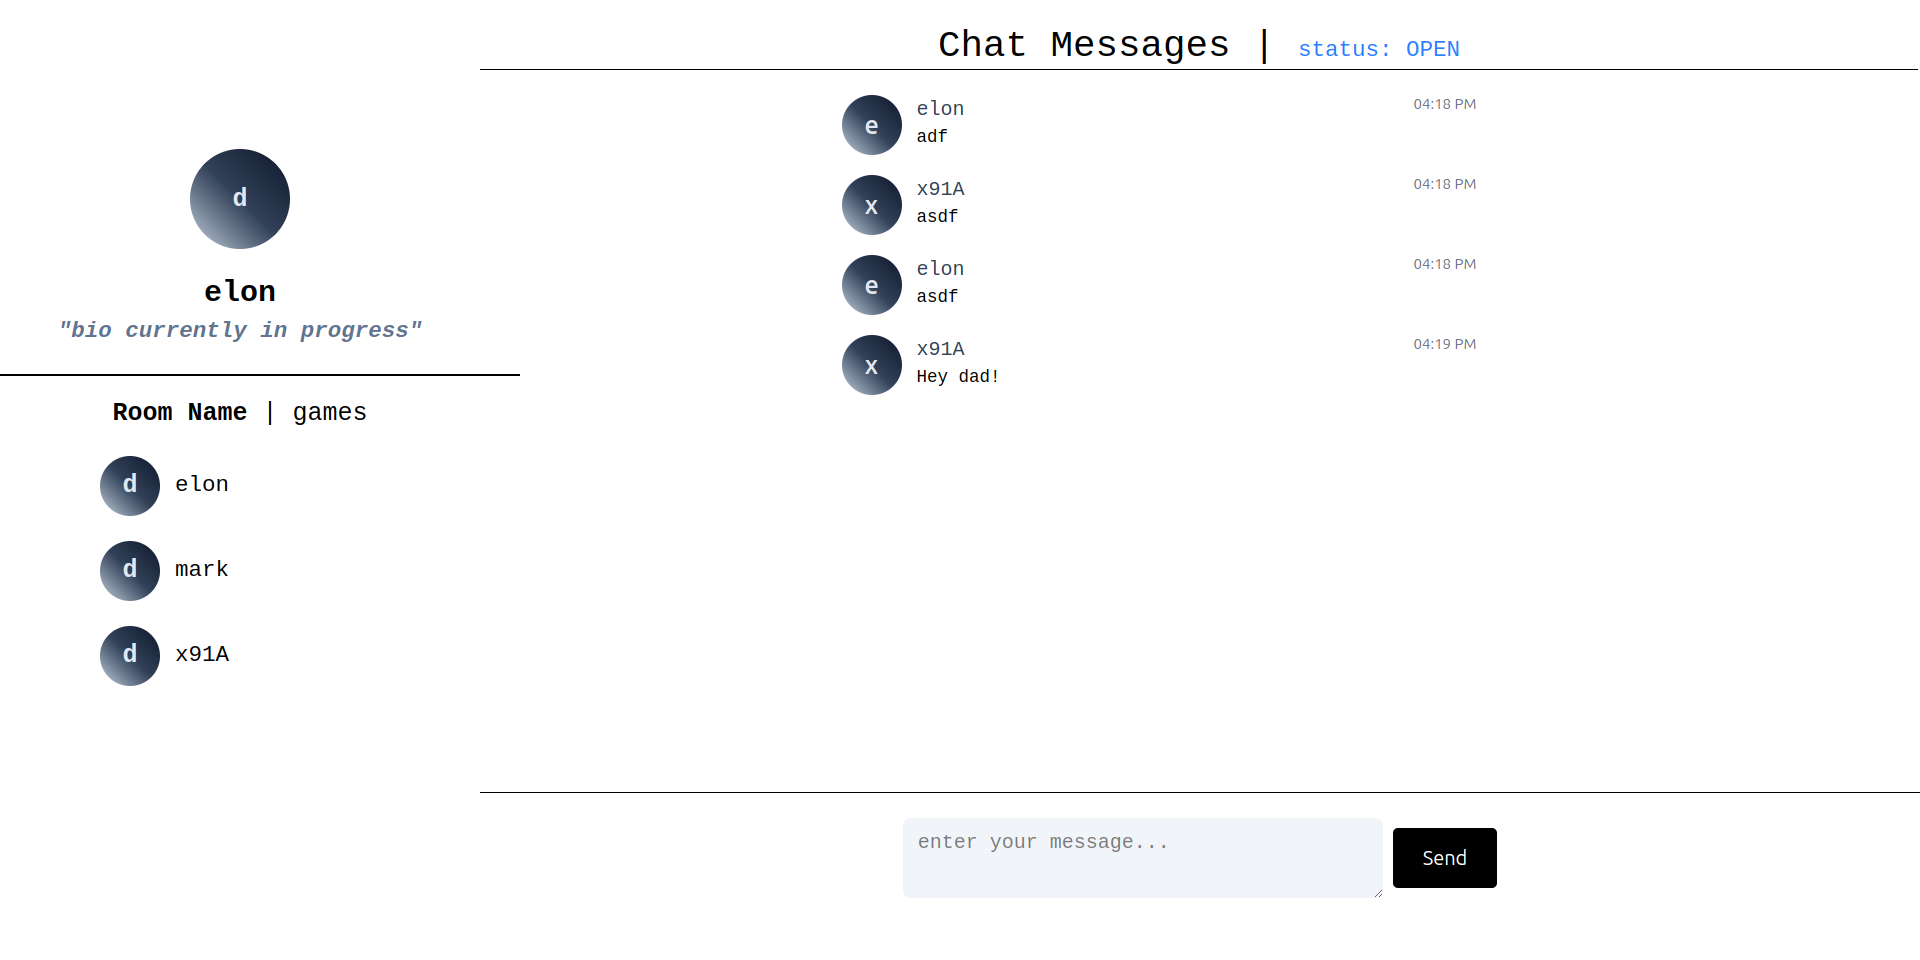 d
elon
"bio currently in progress"
Room Name | games
d elon
d mark
d x91A
Chat Messages | status: OPEN
e elon 04:18 PM
adf
x x91A 04:18 PM
asdf
e elon 04:18 PM
asdf
x x91A 04:19 PM
Hey dad!
enter your message...
Send